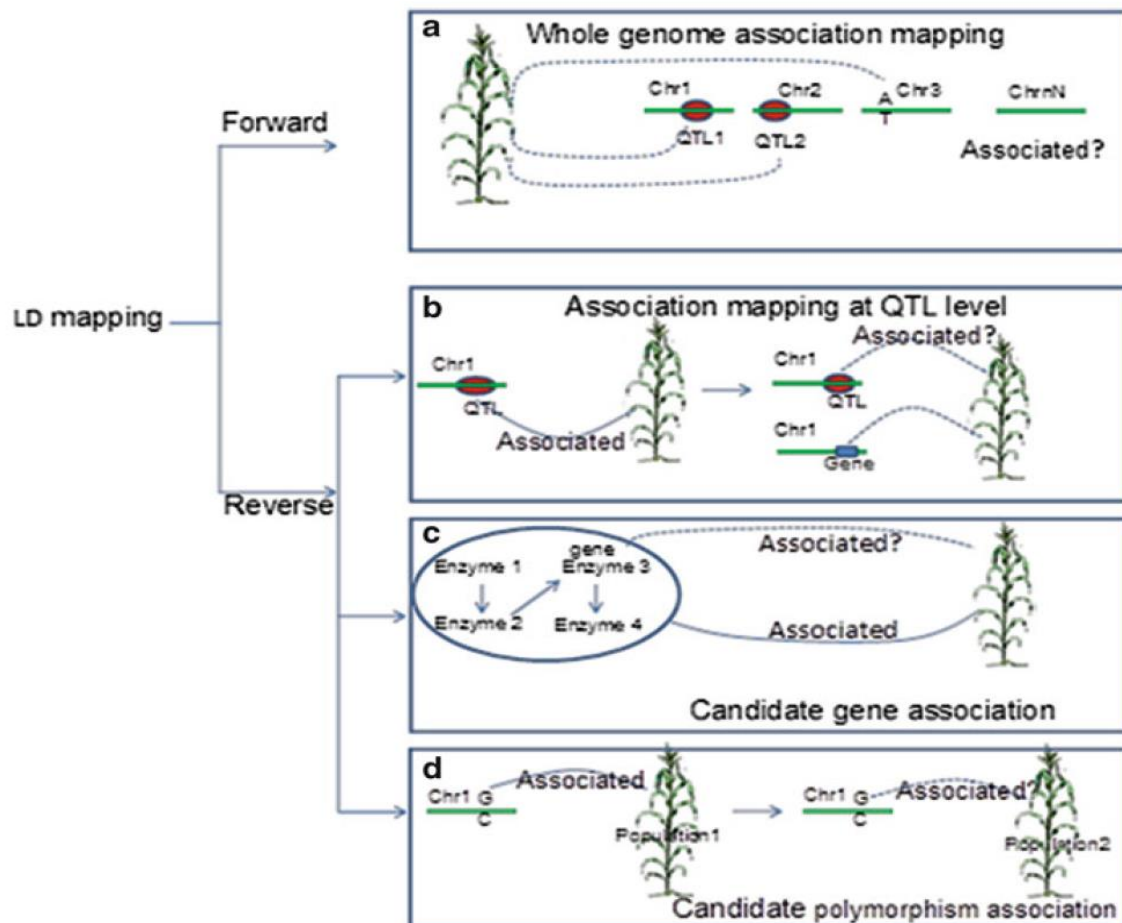 LD mapping
Forward
Reverse
a
Whole genome association mapping
Chr1
Chr2
A
T
Chr3
ChrnN
QTL1
QTL2
Associated?
b
Association mapping at QTL level
Chr1
QTL
Associated
Chr1
Associated?
QTL
Chr1
Gene
c
gene
Enzyme 1
Enzyme 3
Enzyme 2
Enzyme 4
Associated?
Associated
Candidate gene association
d
Chr1 G
C
Associated
Population1
Chr1 G
C
Associated?
Population2
Candidate polymorphism association